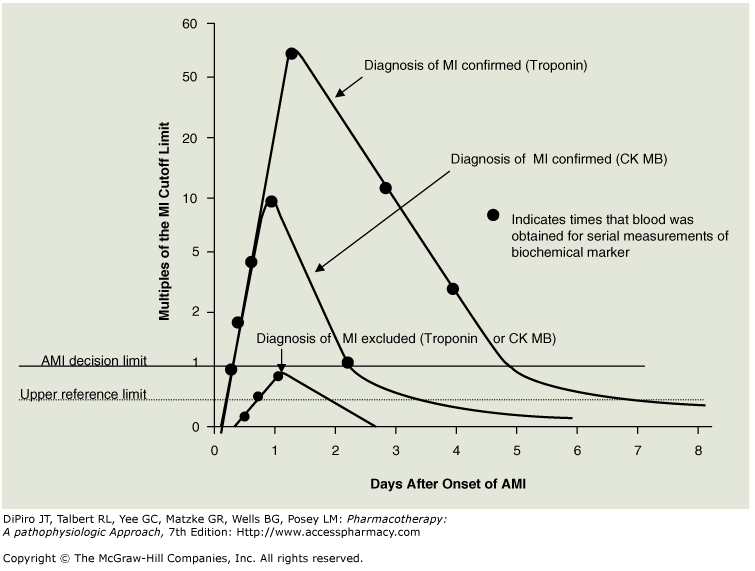 60
50
20
10
5
2
1
0
Multiples of the MI Cutoff Limit
Diagnosis of MI confirmed (Troponin)
Diagnosis of MI confirmed (CK MB)
Indicates times that blood was
obtained for serial measurements of
biochemical marker
Diagnosis of MI excluded (Troponin or CK MB)
AMI decision limit
Upper reference limit
0 1 2 3 4 5 6 7 8
Days After Onset of AMI
DiPiro JT, Talbert RL, Yee GC, Matzke GR, Wells BG, Posey LM: Pharmacotherapy:
A pathophysiologic Approach, 7th Edition: Http://www.accesspharmacy.com
Copyright © The McGraw-Hill Companies, Inc. All rights reserved.